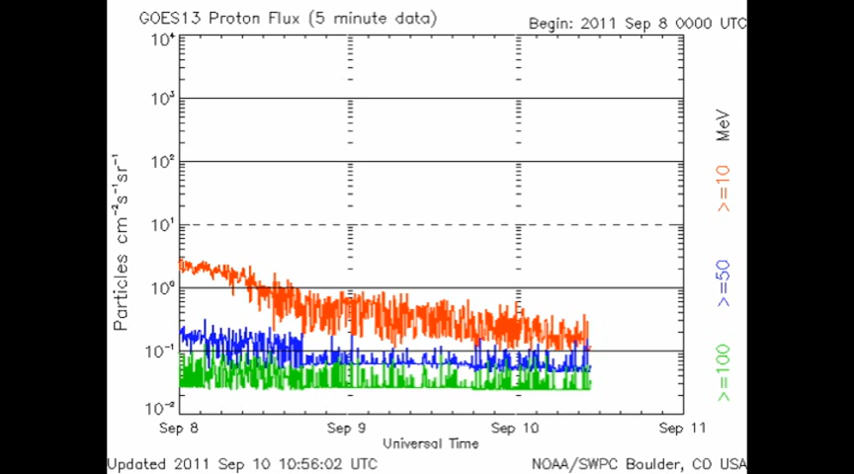 GOES13 Proton Flux (5 minute data)
Begin: 2011 Sep 8 0000 UTC
Particles cm⁻²s⁻¹sr⁻¹
10⁴
10³
10²
10¹
10⁰
10⁻¹
10⁻²
Sep 8
Sep 9
Sep 10
Sep 11
Universal Time
MeV
>=10
>=50
>=100
Updated 2011 Sep 10 10:56:02 UTC
NOAA/SWPC Boulder, CO USA